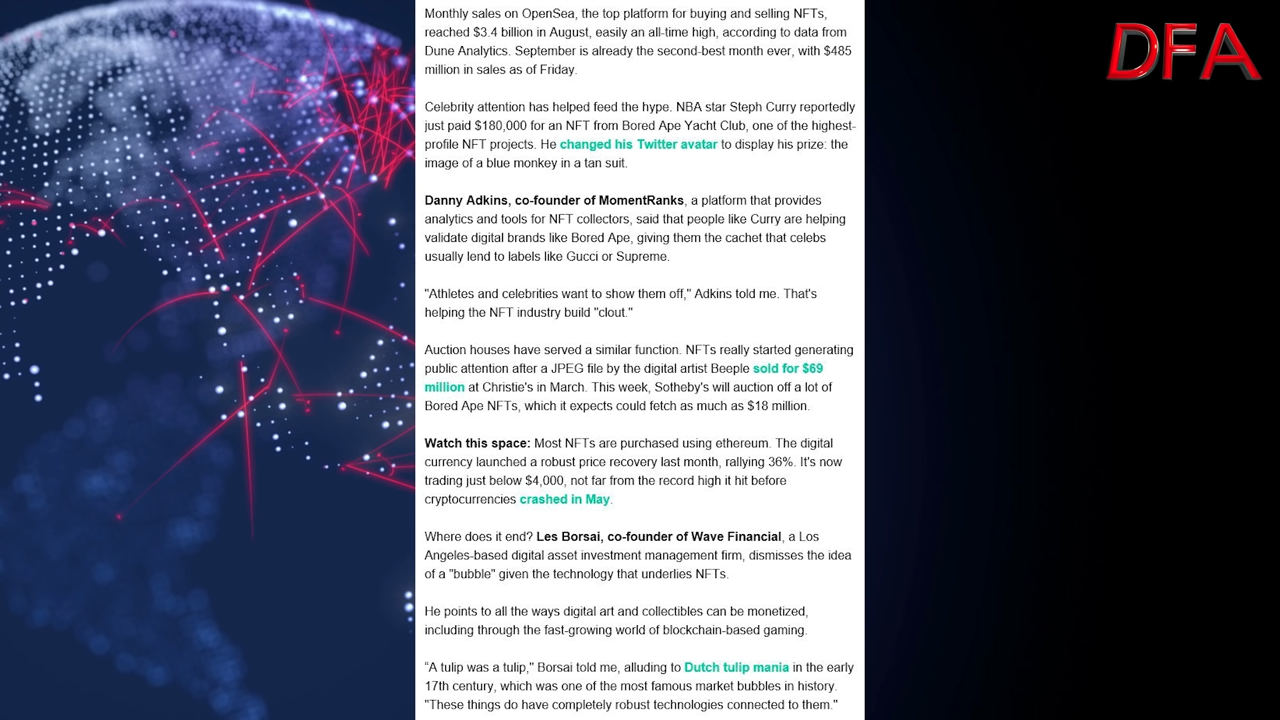 Monthly sales on OpenSea, the top platform for buying and selling NFTs,
reached $3.4 billion in August, easily an all-time high, according to data from
Dune Analytics. September is already the second-best month ever, with $485
million in sales as of Friday.
Celebrity attention has helped feed the hype. NBA star Steph Curry reportedly
just paid $180,000 for an NFT from Bored Ape Yacht Club, one of the highest-
profile NFT projects. He changed his Twitter avatar to display his prize: the
image of a blue monkey in a tan suit.
Danny Adkins, co-founder of MomentRanks, a platform that provides
analytics and tools for NFT collectors, said that people like Curry are helping
validate digital brands like Bored Ape, giving them the cachet that celebs
usually lend to labels like Gucci or Supreme.
"Athletes and celebrities want to show them off," Adkins told me. That's
helping the NFT industry build "clout."
Auction houses have served a similar function. NFTs really started generating
public attention after a JPEG file by the digital artist Beeple sold for $69
million at Christie's in March. This week, Sotheby's will auction off a lot of
Bored Ape NFTs, which it expects could fetch as much as $18 million.
Watch this space: Most NFTs are purchased using ethereum. The digital
currency launched a robust price recovery last month, rallying 36%. It's now
trading just below $4,000, not far from the record high it hit before
cryptocurrencies crashed in May.
Where does it end? Les Borsai, co-founder of Wave Financial, a Los
Angeles-based digital asset investment management firm, dismisses the idea
of a "bubble" given the technology that underlies NFTs.
He points to all the ways digital art and collectibles can be monetized,
including through the fast-growing world of blockchain-based gaming.
"A tulip was a tulip," Borsai told me, alluding to Dutch tulip mania in the early
17th century, which was one of the most famous market bubbles in history.
"These things do have completely robust technologies connected to them."
DFA